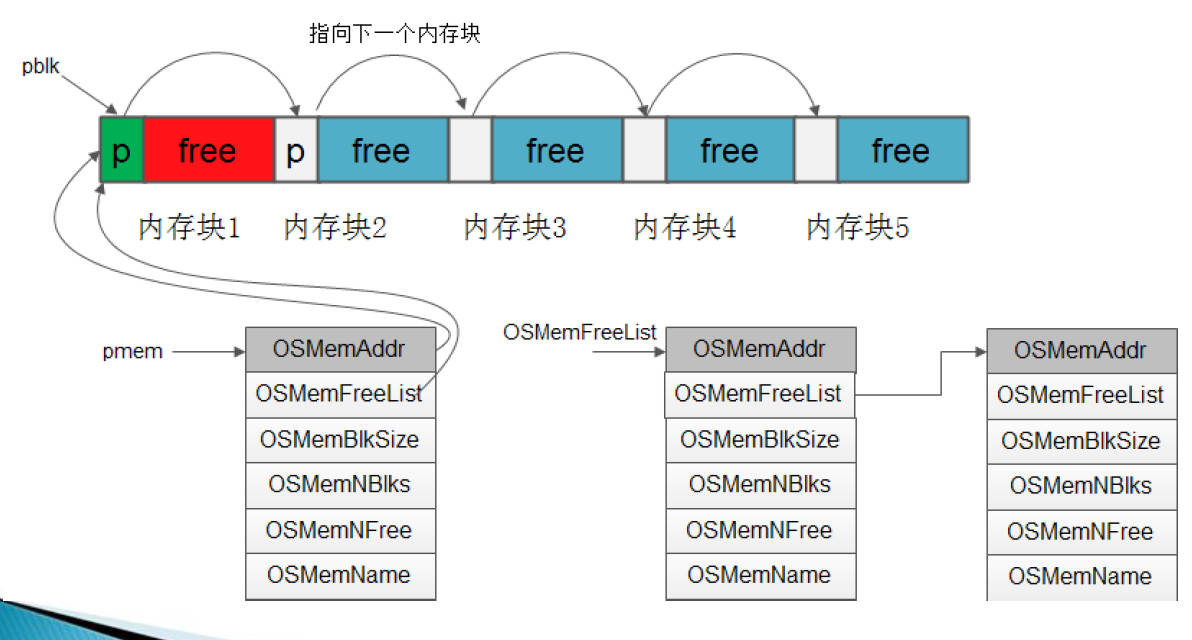 指向下一个内存块
pblk
p free p free free free free
内存块1 内存块2 内存块3 内存块4 内存块5
pmem
OSMemAddr
OSMemFreeList
OSMemBlkSize
OSMemNBlks
OSMemNFree
OSMemName
OSMemFreeList
OSMemAddr
OSMemFreeList
OSMemBlkSize
OSMemNBlks
OSMemNFree
OSMemName
OSMemAddr
OSMemFreeList
OSMemBlkSize
OSMemNBlks
OSMemNFree
OSMemName